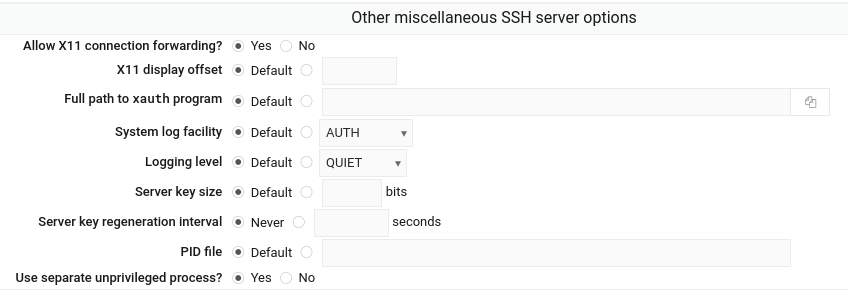 Other miscellaneous SSH server options
Allow X11 connection forwarding? Yes No
X11 display offset Default
Full path to xauth program Default
System log facility Default AUTH
Logging level Default QUIET
Server key size Default bits
Server key regeneration interval Never seconds
PID file Default
Use separate unprivileged process? Yes No